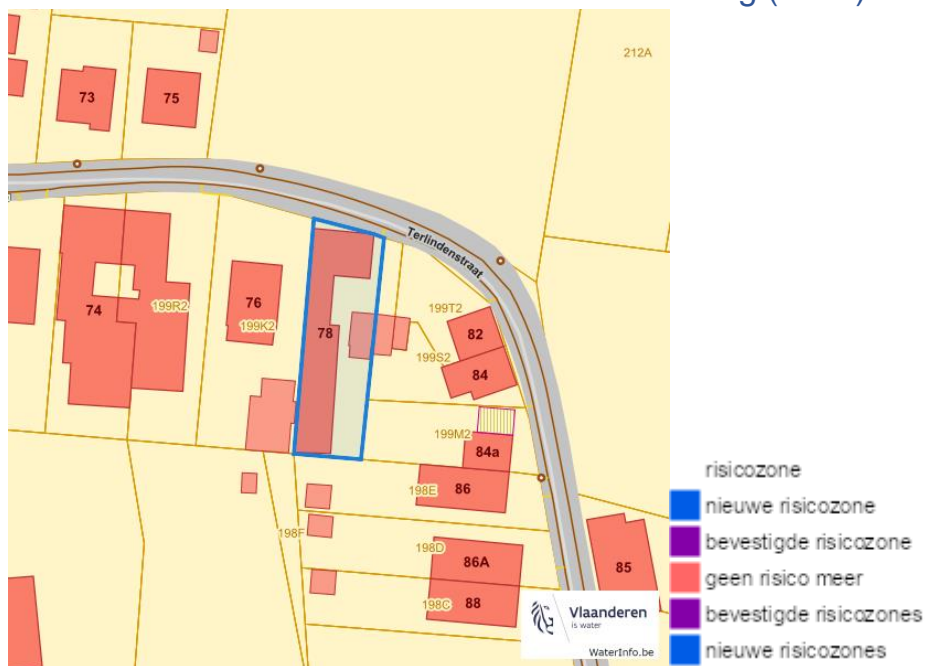 g (
212A
73
75
Terlindenstraat
74
199R2
76
199K2
78
199T2
82
199S2
84
199M2
84a
198E
86
198F
198D
86A
85
198C
88
Vlaanderen
is water
WaterInfo.be
risicozone
nieuwe risicozone
bevestigde risicozone
geen risico meer
bevestigde risicozones
nieuwe risicozones